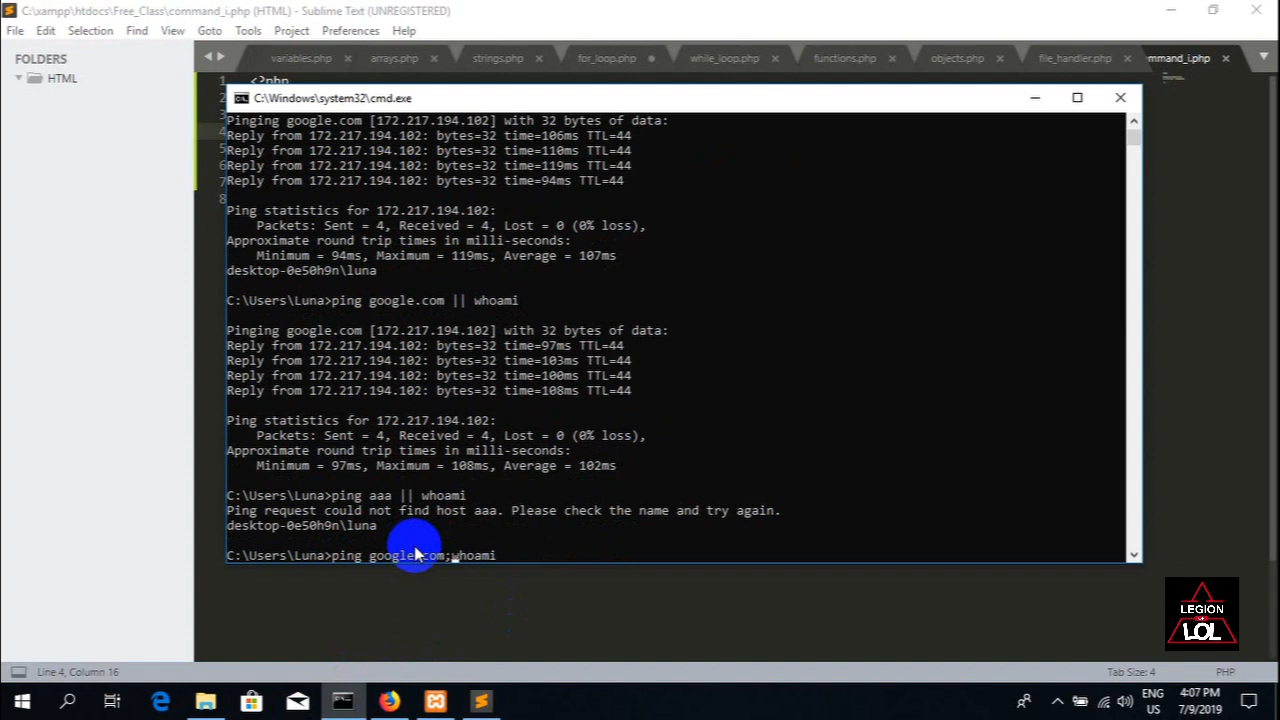 C:\xampp\htdocs\Free_Class\command_i.php (HTML) - Sublime Text (UNREGISTERED)
File Edit Selection Find View Goto Tools Project Preferences Help
FOLDERS
HTML
variables.php arrays.php strings.php for_loop.php while_loop.php functions.php objects.php file_handler.php mmand_i.php
1 <?php
2
3
4
5
6
7
8
C:\Windows\system32\cmd.exe
Pinging google.com [172.217.194.102] with 32 bytes of data:
Reply from 172.217.194.102: bytes=32 time=106ms TTL=44
Reply from 172.217.194.102: bytes=32 time=110ms TTL=44
Reply from 172.217.194.102: bytes=32 time=119ms TTL=44
Reply from 172.217.194.102: bytes=32 time=94ms TTL=44
Ping statistics for 172.217.194.102:
Packets: Sent = 4, Received = 4, Lost = 0 (0% loss),
Approximate round trip times in milli-seconds:
Minimum = 94ms, Maximum = 119ms, Average = 107ms
desktop-0e50h9n\luna
C:\Users\Luna>ping google.com || whoami
Pinging google.com [172.217.194.102] with 32 bytes of data:
Reply from 172.217.194.102: bytes=32 time=97ms TTL=44
Reply from 172.217.194.102: bytes=32 time=103ms TTL=44
Reply from 172.217.194.102: bytes=32 time=100ms TTL=44
Reply from 172.217.194.102: bytes=32 time=108ms TTL=44
Ping statistics for 172.217.194.102:
Packets: Sent = 4, Received = 4, Lost = 0 (0% loss),
Approximate round trip times in milli-seconds:
Minimum = 97ms, Maximum = 108ms, Average = 102ms
C:\Users\Luna>ping aaa || whoami
Ping request could not find host aaa. Please check the name and try again.
desktop-0e50h9n\luna
C:\Users\Luna>ping google.com;whoami
LEGION
LOL
Line 4, Column 16 Tab Size: 4 PHP
ENG 4:07 PM
US 7/9/2019